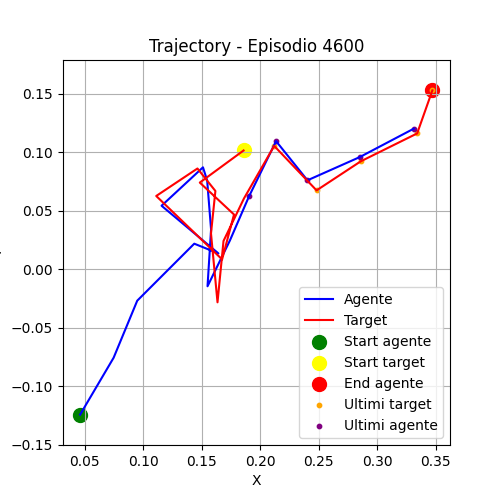 Trajectory - Episodio 4600
0.15
0.10
0.05
0.00
−0.05
−0.10
−0.15
0.05 0.10 0.15 0.20 0.25 0.30 0.35
X
Agente
Target
Start agente
Start target
End agente
Ultimi target
Ultimi agente